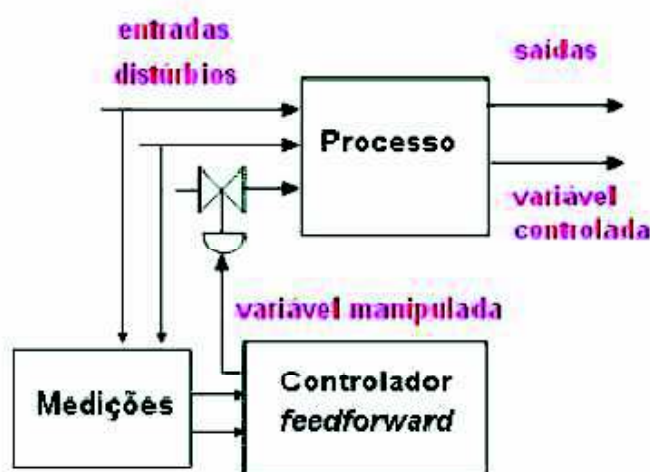 entradas
distúrbios
saídas
Processo
variável
controlada
variável manipulada
Medições
Controlador
feedforward